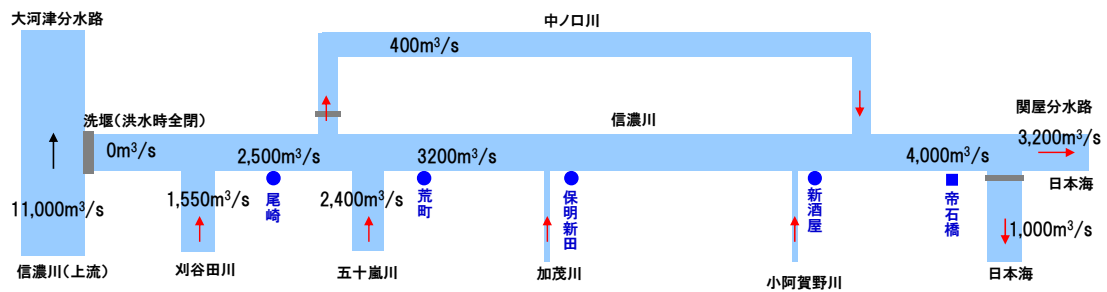 大河津分水路
中ノ口川
400m³/s
洗堰(洪水時全閉)
信濃川
関屋分水路
3,200m³/s
0m³/s
2,500m³/s
3200m³/s
4,000m³/s
日本海
11,000m³/s
1,550m³/s
尾崎
2,400m³/s
荒町
保明新田
新酒屋
帝石橋
1,000m³/s
信濃川(上流)
刈谷田川
五十嵐川
加茂川
小阿賀野川
日本海